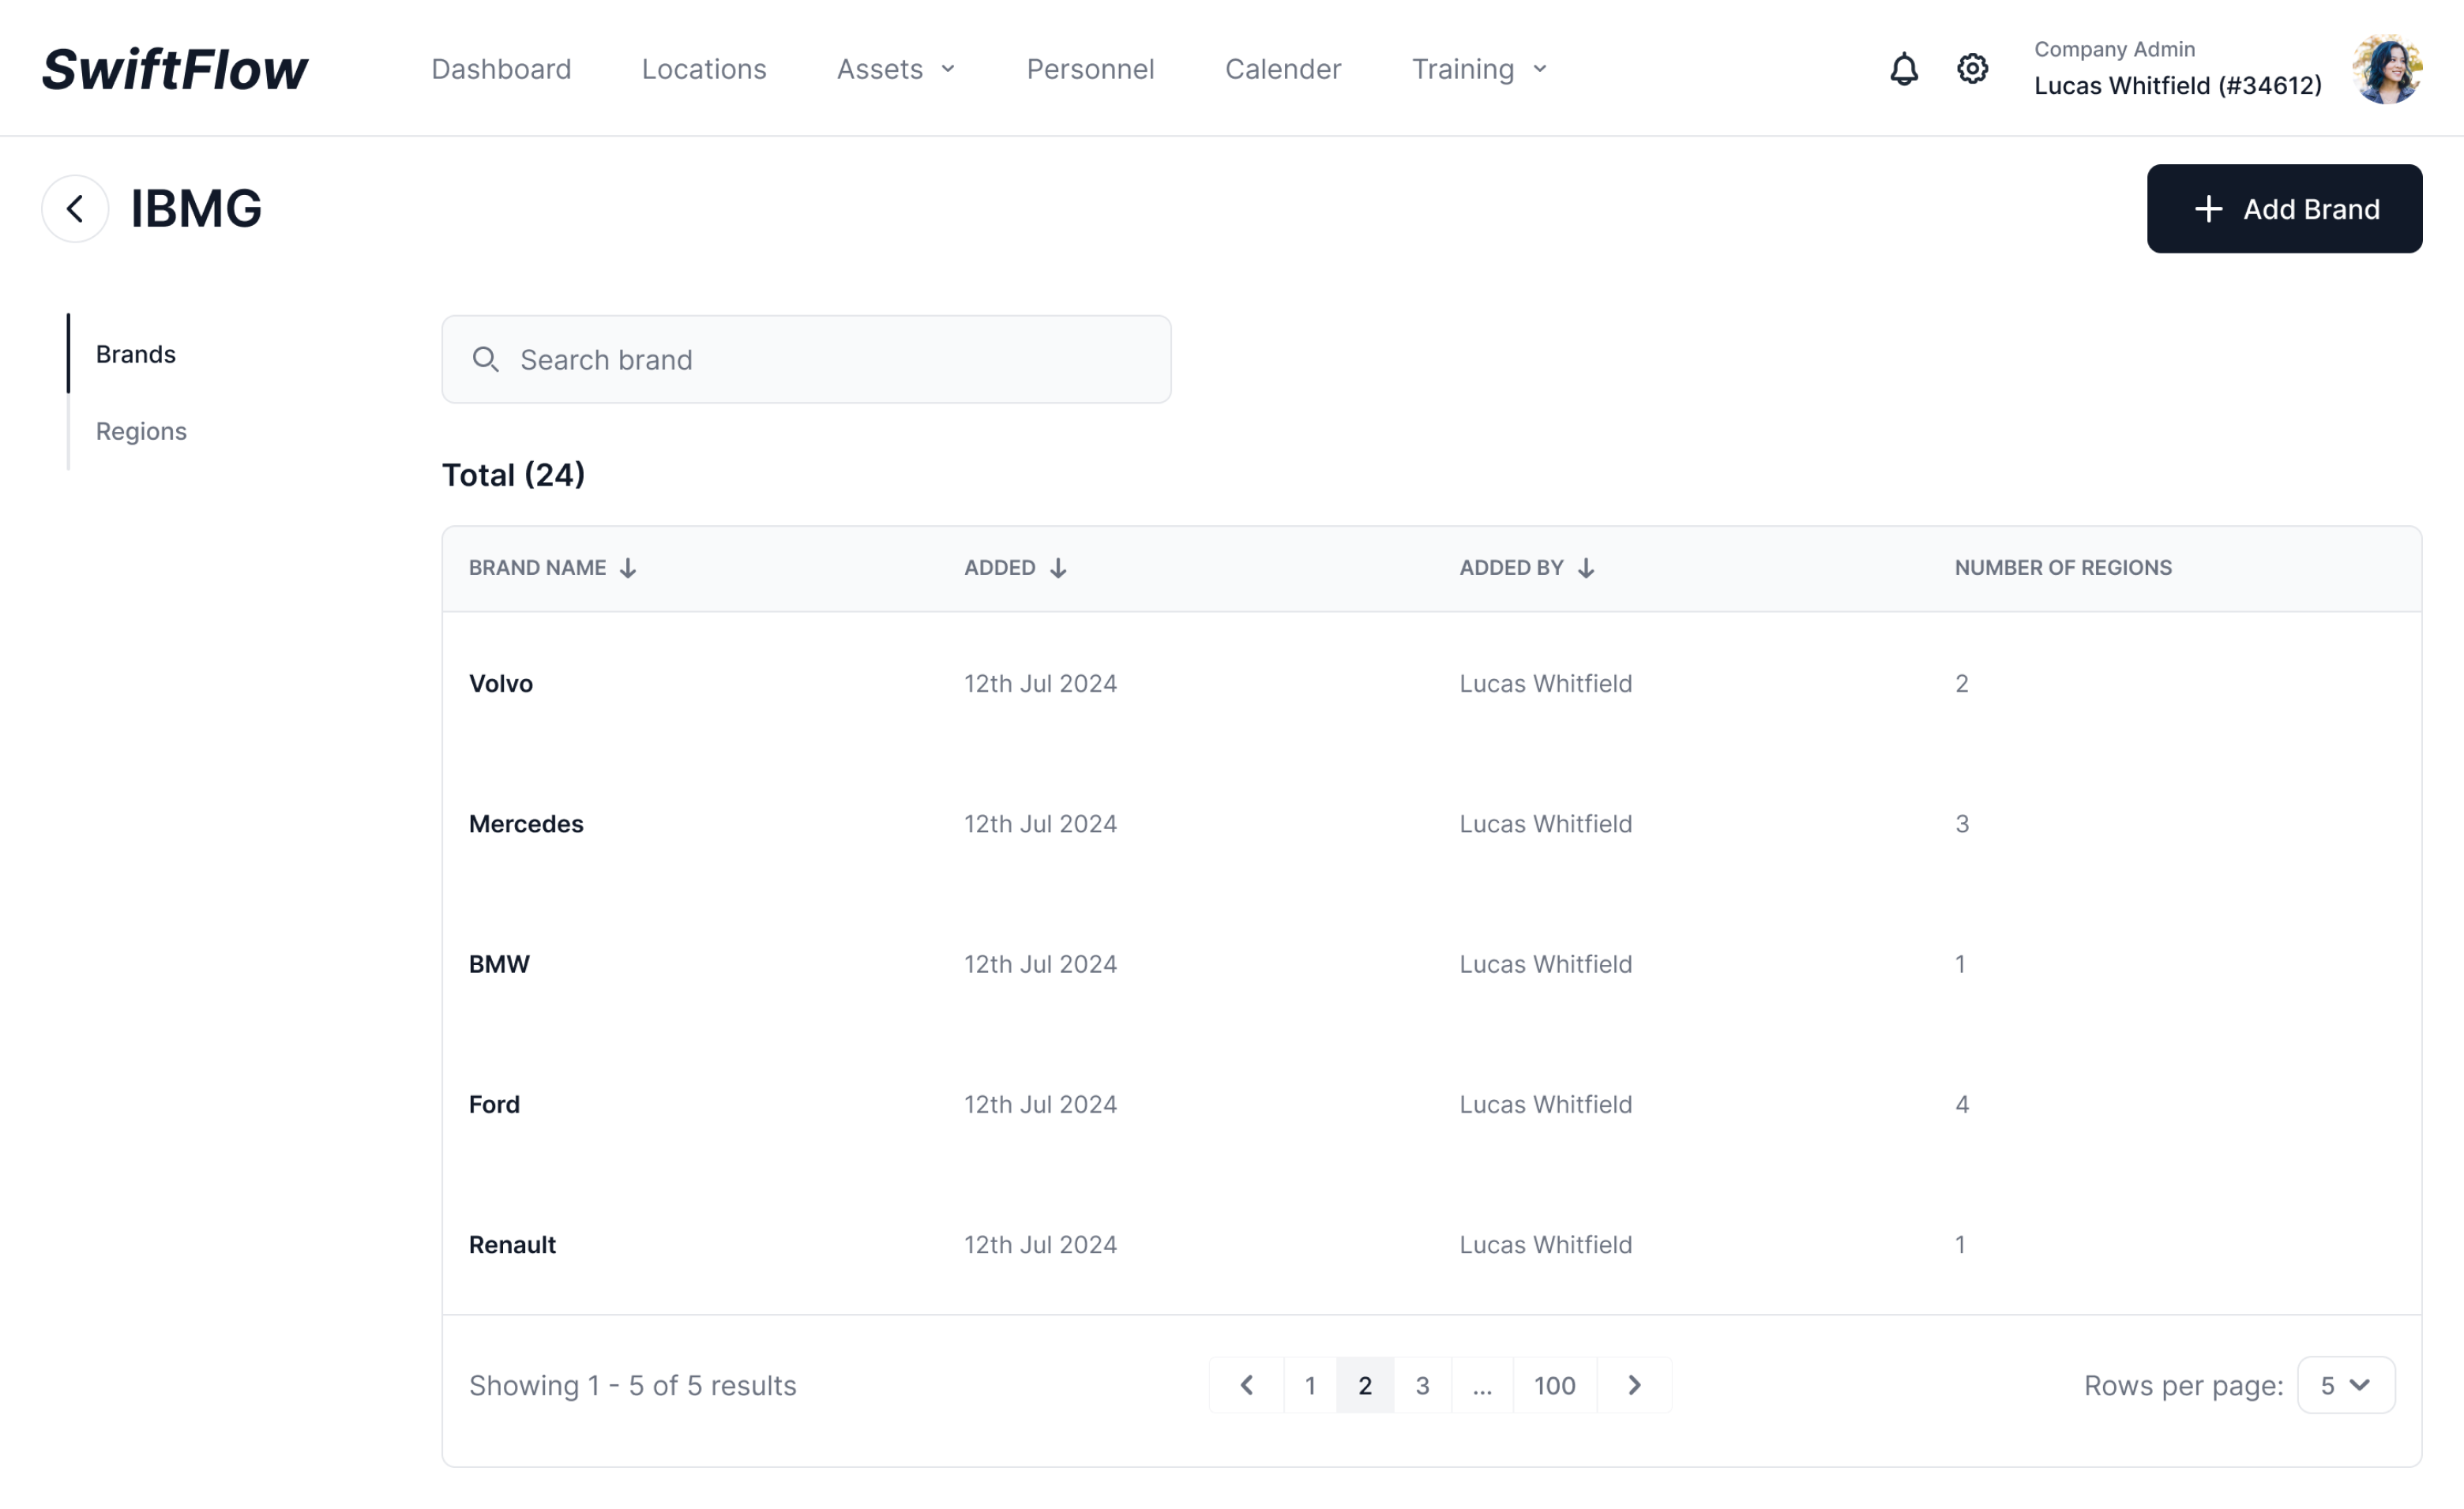 SwiftFlow
Dashboard
Locations
Assets
Personnel
Calender
Training
Company Admin
Lucas Whitfield (#34612)
IBMG
+ Add Brand
Brands
Regions
Search brand
Total (24)
BRAND NAME ADDED ADDED BY NUMBER OF REGIONS
Volvo 12th Jul 2024 Lucas Whitfield 2
Mercedes 12th Jul 2024 Lucas Whitfield 3
BMW 12th Jul 2024 Lucas Whitfield 1
Ford 12th Jul 2024 Lucas Whitfield 4
Renault 12th Jul 2024 Lucas Whitfield 1
Showing 1 - 5 of 5 results
1 2 3 ... 100
Rows per page: 5